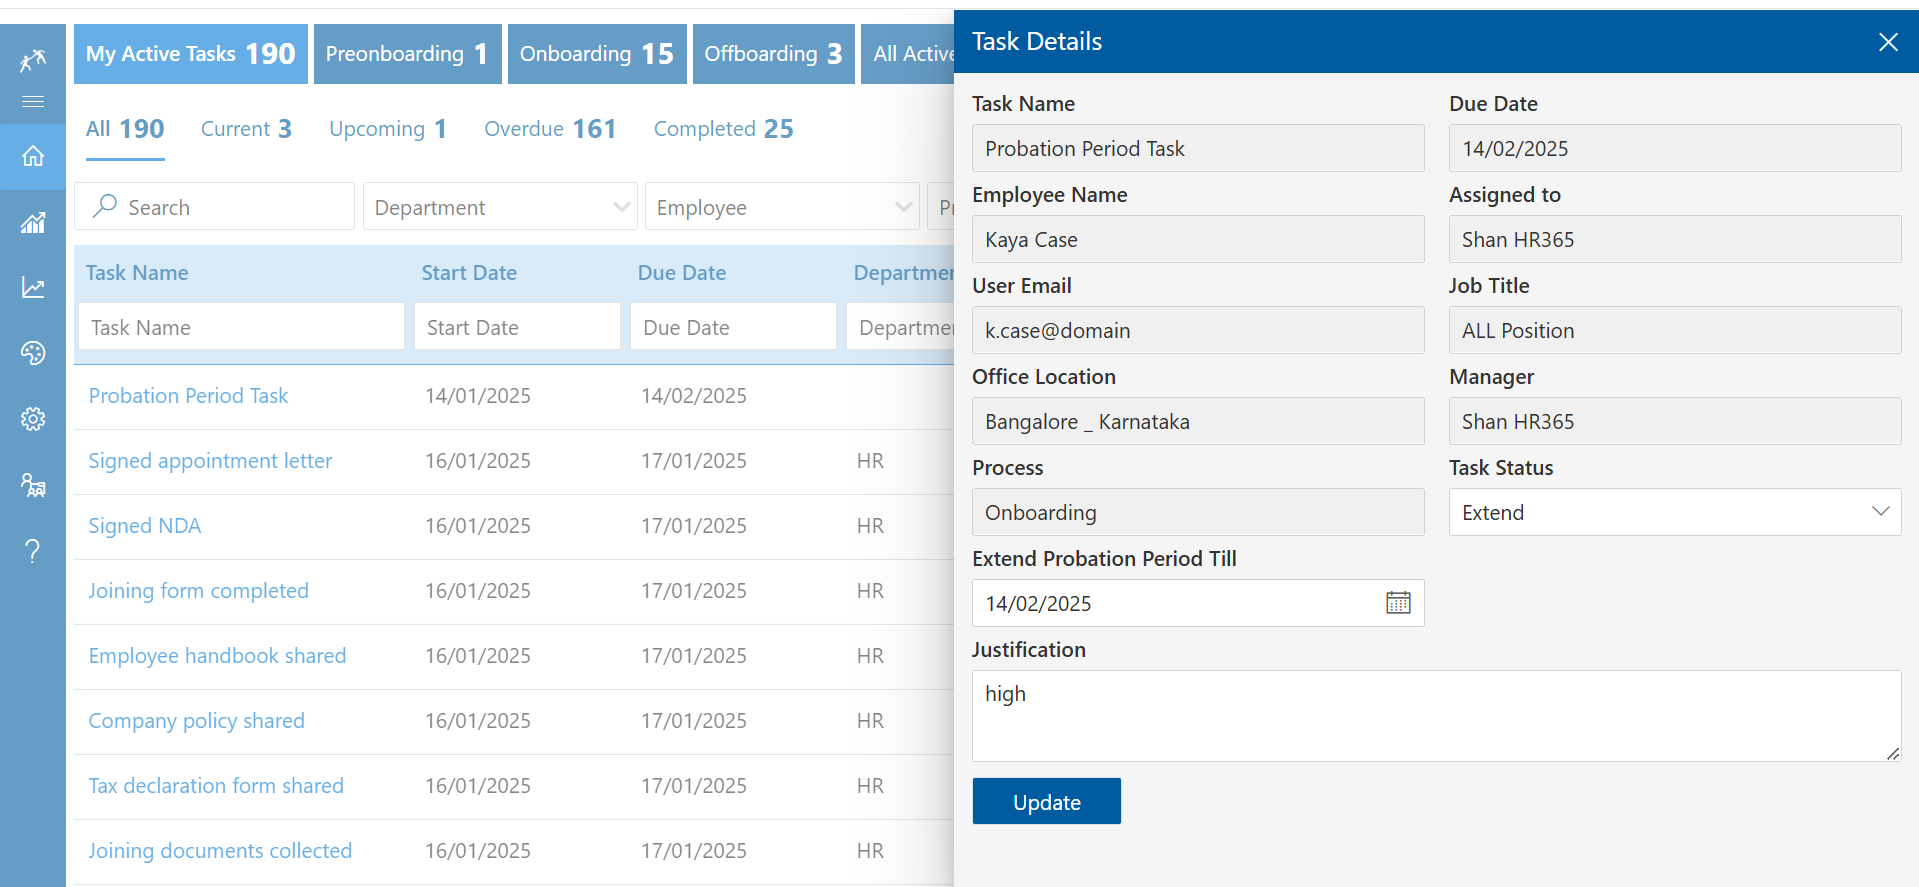 My Active Tasks 190 Preonboarding 1 Onboarding 15 Offboarding 3 All Active
All 190 Current 3 Upcoming 1 Overdue 161 Completed 25
Search Department Employee
Task Name Start Date Due Date Departmen
Task Name Start Date Due Date Departme
Probation Period Task 14/01/2025 14/02/2025
Signed appointment letter 16/01/2025 17/01/2025 HR
Signed NDA 16/01/2025 17/01/2025 HR
Joining form completed 16/01/2025 17/01/2025 HR
Employee handbook shared 16/01/2025 17/01/2025 HR
Company policy shared 16/01/2025 17/01/2025 HR
Tax declaration form shared 16/01/2025 17/01/2025 HR
Joining documents collected 16/01/2025 17/01/2025 HR
Task Details
Task Name Due Date
Probation Period Task 14/02/2025
Employee Name Assigned to
Kaya Case Shan HR365
User Email Job Title
k.case@domain ALL Position
Office Location Manager
Bangalore _ Karnataka Shan HR365
Process Task Status
Onboarding Extend
Extend Probation Period Till
14/02/2025
Justification
high
Update